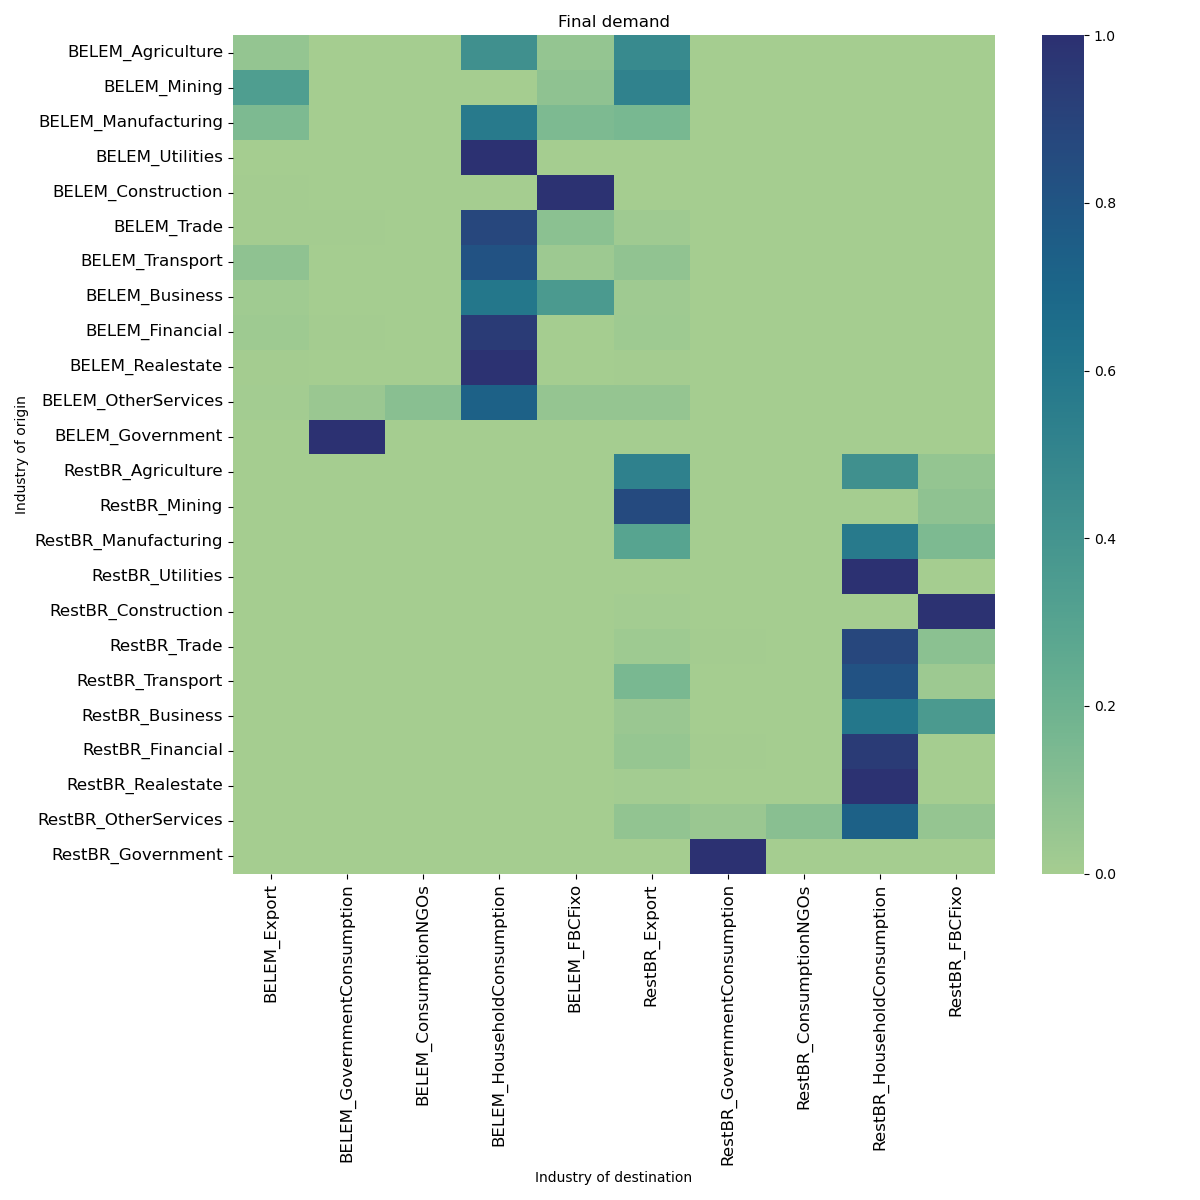 Final demand
BELEM_Agriculture
BELEM_Mining
BELEM_Manufacturing
BELEM_Utilities
BELEM_Construction
BELEM_Trade
BELEM_Transport
BELEM_Business
BELEM_Financial
BELEM_Realestate
BELEM_OtherServices
BELEM_Government
RestBR_Agriculture
RestBR_Mining
RestBR_Manufacturing
RestBR_Utilities
RestBR_Construction
RestBR_Trade
RestBR_Transport
RestBR_Business
RestBR_Financial
RestBR_Realestate
RestBR_OtherServices
RestBR_Government
Industry of origin
BELEM_Export
BELEM_GovernmentConsumption
BELEM_ConsumptionNGOs
BELEM_HouseholdConsumption
BELEM_FBCFixo
RestBR_Export
RestBR_GovernmentConsumption
RestBR_ConsumptionNGOs
RestBR_HouseholdConsumption
RestBR_FBCFixo
Industry of destination
1.0
0.8
0.6
0.4
0.2
0.0